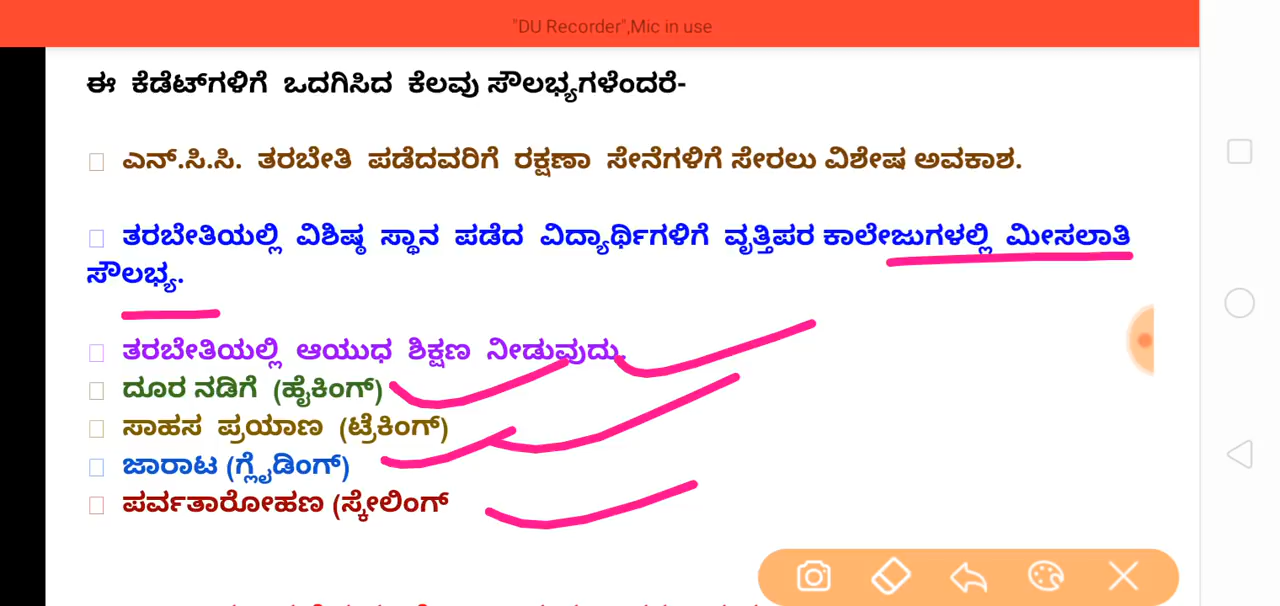 "DU Recorder",Mic in use
ಈ ಕೆಡೆಟ್‌ಗಳಿಗೆ ಒದಗಿಸಿದ ಕೆಲವು ಸೌಲಭ್ಯಗಳೆಂದರೆ-
ಎನ್.ಸಿ.ಸಿ. ತರಬೇತಿ ಪಡೆದವರಿಗೆ ರಕ್ಷಣಾ ಸೇನೆಗಳಿಗೆ ಸೇರಲು ವಿಶೇಷ ಅವಕಾಶ.
ತರಬೇತಿಯಲ್ಲಿ ವಿಶಿಷ್ಠ ಸ್ಥಾನ ಪಡೆದ ವಿದ್ಯಾರ್ಥಿಗಳಿಗೆ ವೃತ್ತಿಪರ ಕಾಲೇಜುಗಳಲ್ಲಿ ಮೀಸಲಾತಿ
ಸೌಲಭ್ಯ.
ತರಬೇತಿಯಲ್ಲಿ ಆಯುಧ ಶಿಕ್ಷಣ ನೀಡುವುದು.
ದೂರ ನಡಿಗೆ (ಹೈಕಿಂಗ್)
ಸಾಹಸ ಪ್ರಯಾಣ (ಟ್ರೆಕಿಂಗ್)
ಜಾರಾಟ (ಗ್ಲೈಡಿಂಗ್)
ಪರ್ವತಾರೋಹಣ (ಸ್ಕೇಲಿಂಗ್